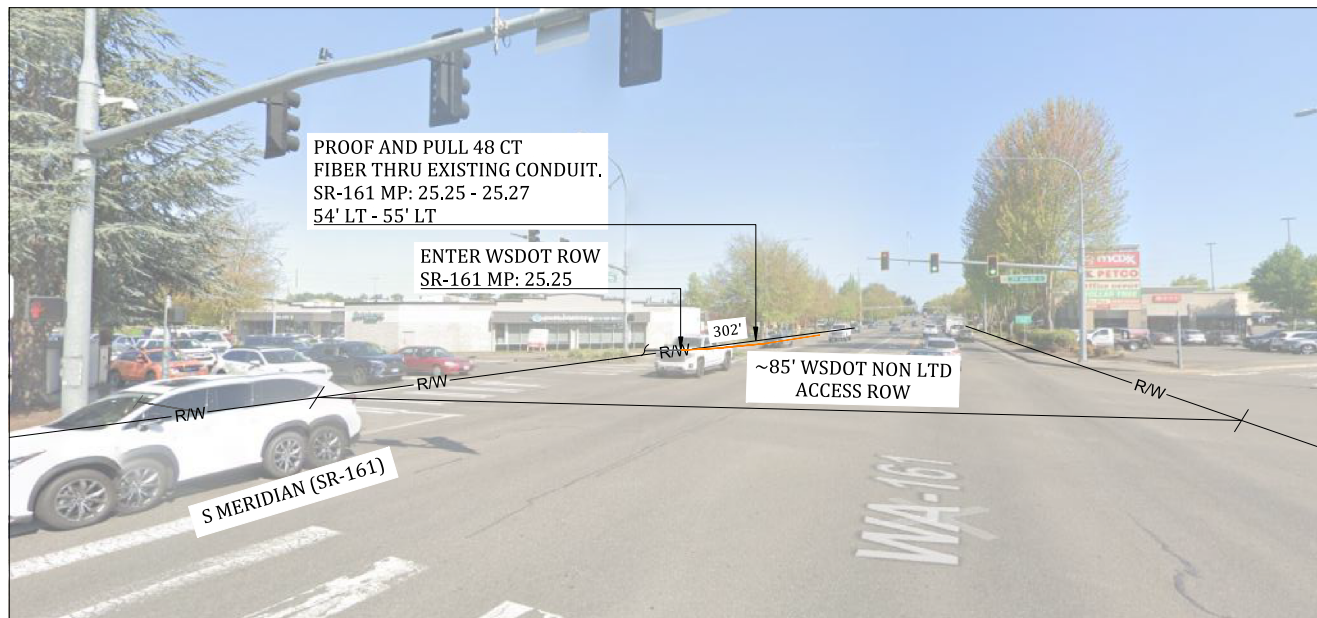 PROOF AND PULL 48 CT
FIBER THRU EXISTING CONDUIT.
SR-161 MP: 25.25 - 25.27
54' LT - 55' LT
ENTER WSDOT ROW
SR-161 MP: 25.25
302'
R/W
~85' WSDOT NON LTD
ACCESS ROW
R/W
R/W
R/W
S MERIDIAN (SR-161)
WA-161
maxx
PETCO